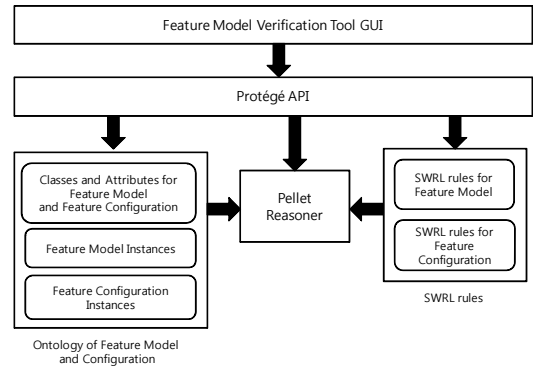 Feature Model Verification Tool GUI
Protégé API
Classes and Attributes for
Feature Model
and Feature Configuration
Feature Model Instances
Feature Configuration
Instances
Ontology of Feature Model
and Configuration
Pellet
Reasoner
SWRL rules for
Feature Model
SWRL rules for
Feature
Configuration
SWRL rules